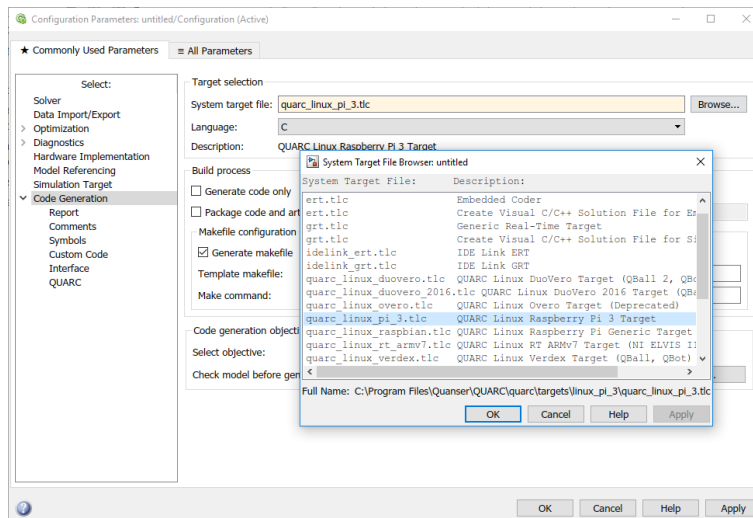 Configuration Parameters: untitled/Configuration (Active)
★ Commonly Used Parameters
≡ All Parameters
Select:
Solver
Data Import/Export
> Optimization
> Diagnostics
Hardware Implementation
Model Referencing
Simulation Target
Code Generation
Report
Comments
Symbols
Custom Code
Interface
QUARC
Target selection
System target file: quarc_linux_pi_3.tlc Browse...
Language: C
Description: QUARC Linux Raspberry Pi 3 Target
Build process
Generate code only
Package code and art
Makefile configuration
Generate makefile
Template makefile:
Make command:
Code generation objecti
Select objective:
Check model before gen
System Target File Browser: untitled
System Target File: Description:
ert.tlc Embedded Coder
ert.tlc Create Visual C/C++ Solution File for Em
grt.tlc Generic Real-Time Target
grt.tlc Create Visual C/C++ Solution File for Si
idelink_ert.tlc IDE Link ERT
idelink_grt.tlc IDE Link GRT
quarc_linux_duovero.tlc QUARC Linux DuoVero Target (QBall 2, QBo
quarc_linux_duovero_2016.tlc QUARC Linux DuoVero 2016 Target (QBa
quarc_linux_overo.tlc QUARC Linux Overo Target (Deprecated)
quarc_linux_pi_3.tlc QUARC Linux Raspberry Pi 3 Target
quarc_linux_raspbian.tlc QUARC Linux Raspberry Pi Generic Target
quarc_linux_rt_armv7.tlc QUARC Linux RT ARMv7 Target (NI ELVIS II
quarc_linux_verdex.tlc QUARC Linux Verdex Target (QBall, QBot)
Full Name: C:\Program Files\Quanser\QUARC\quarc\targets\linux_pi_3\quarc_linux_pi_3.tlc
OK Cancel Help Apply
OK Cancel Help Apply